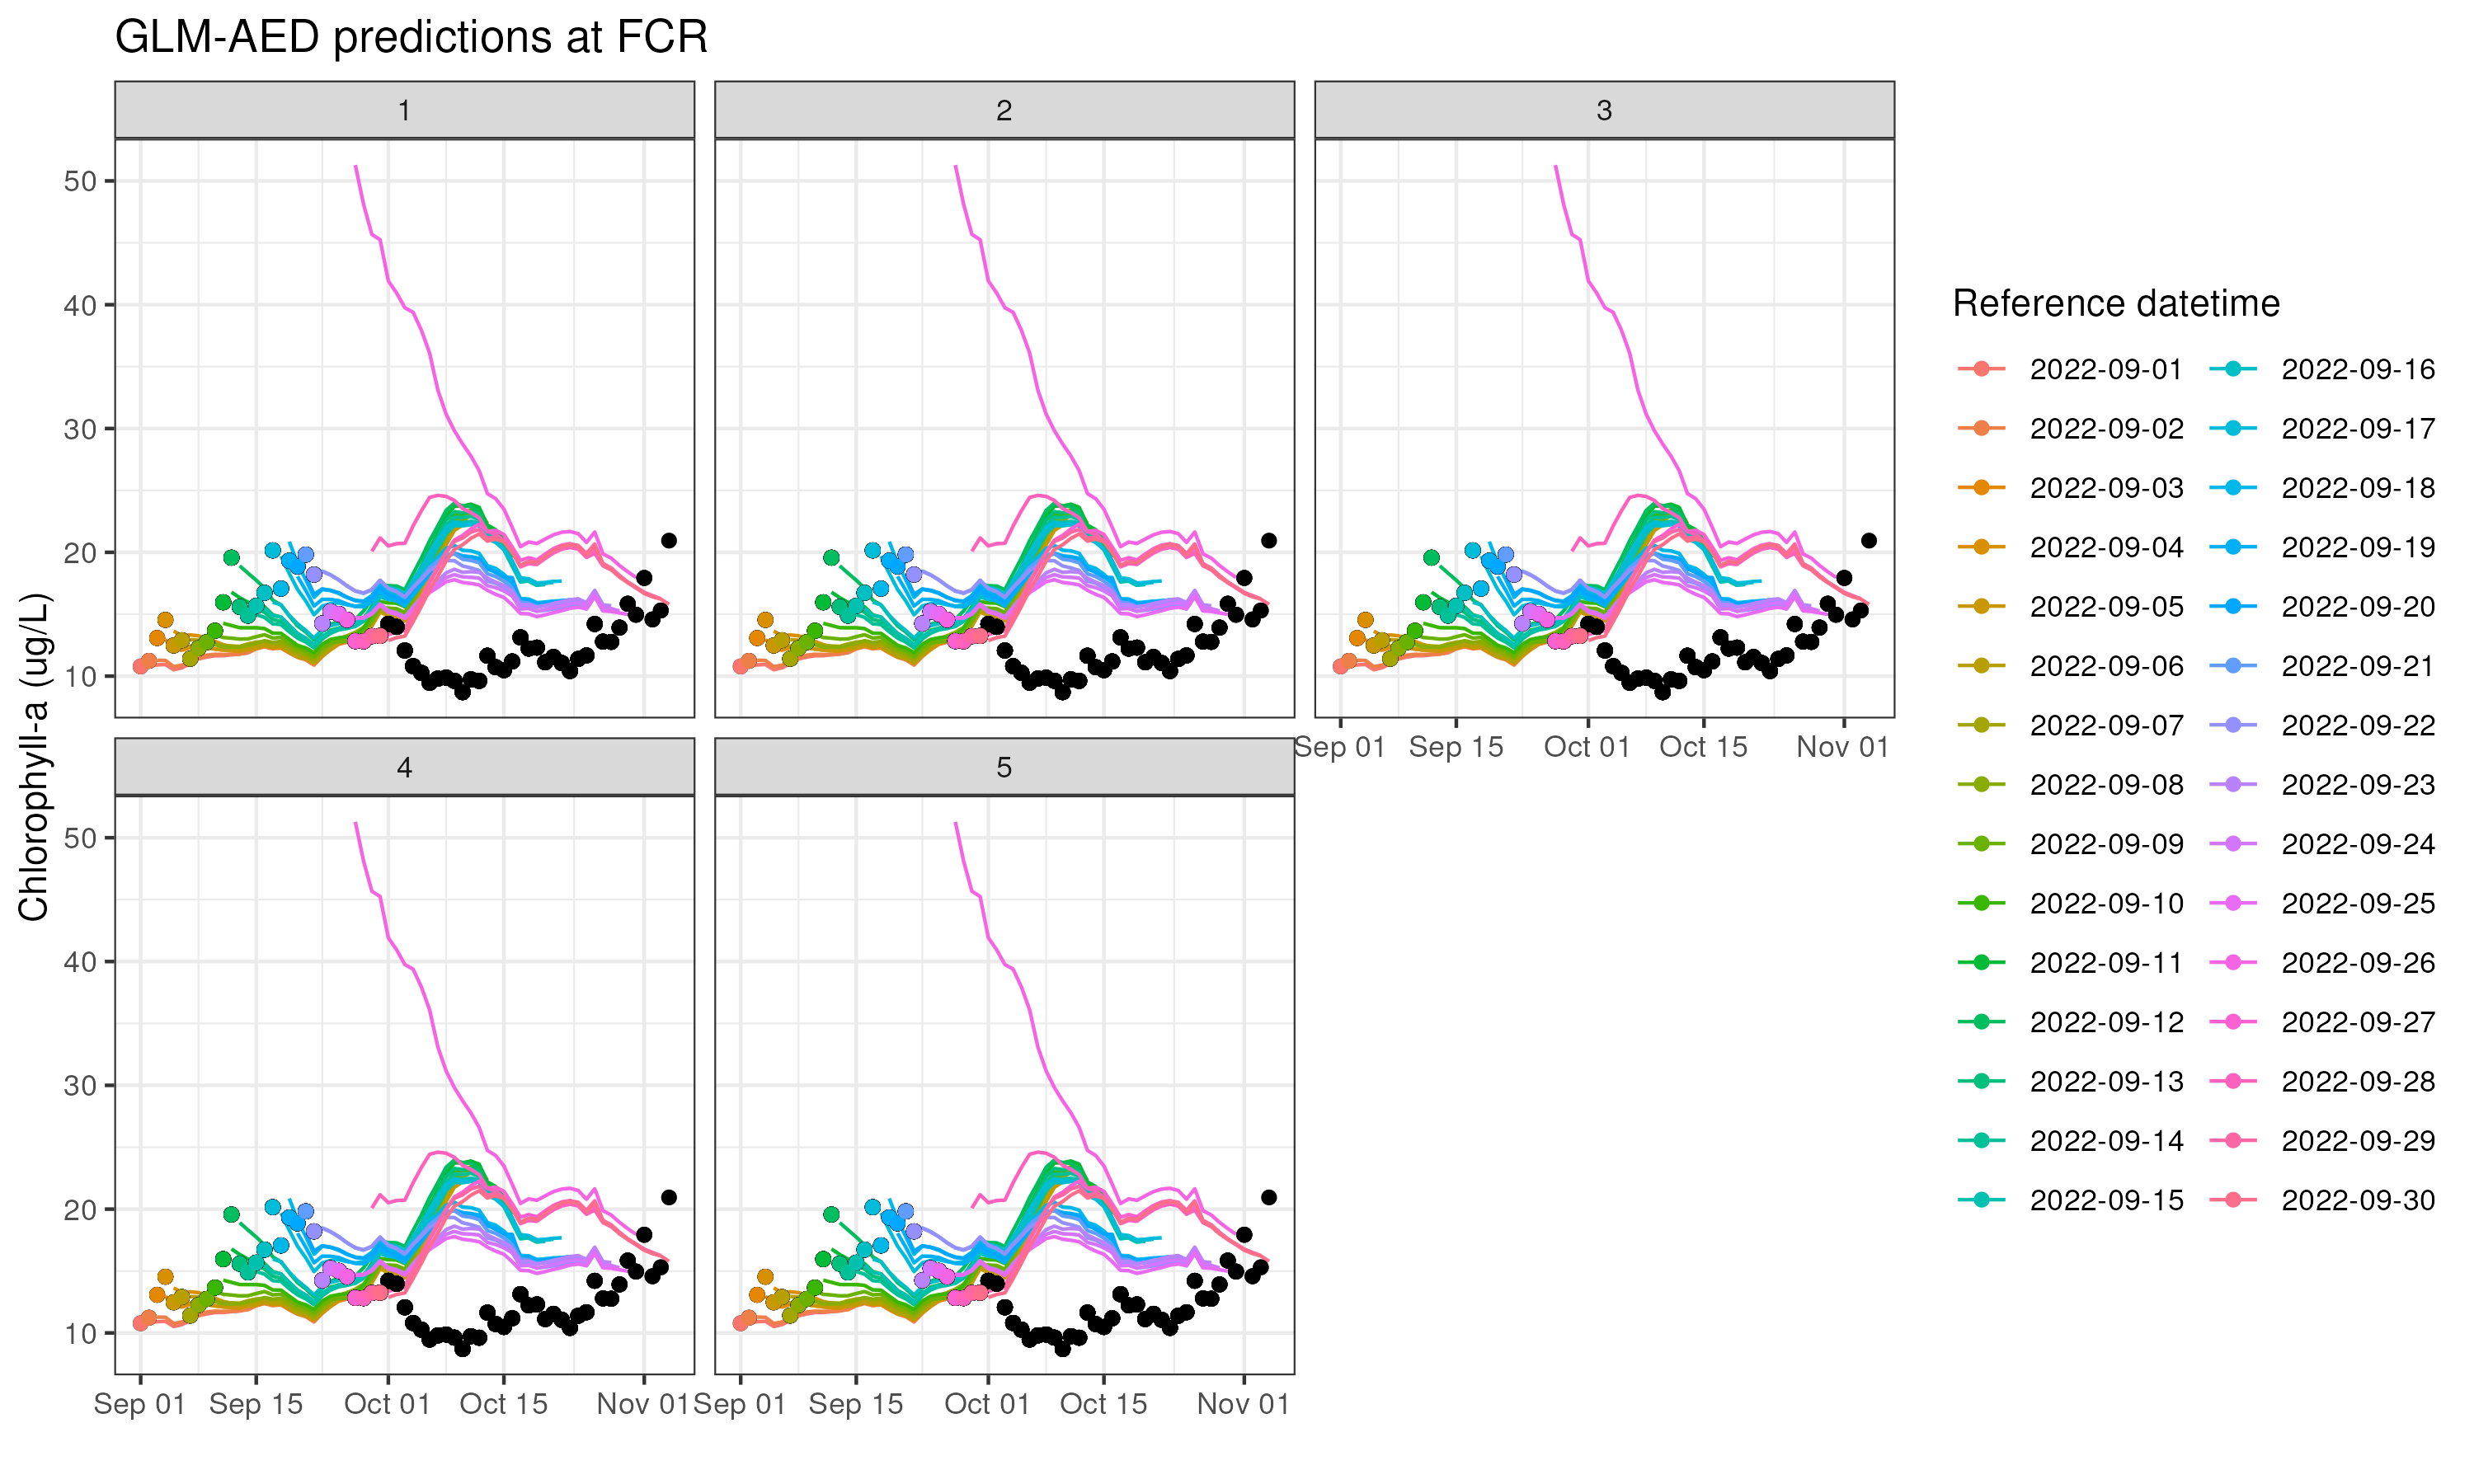 GLM-AED predictions at FCR
1
2
3
50
40
30
20
10
Sep 01
Sep 15
Oct 01
Oct 15
Nov 01
4
5
50
40
30
20
10
Sep 01
Sep 15
Oct 01
Oct 15
Nov 01
Sep 01
Sep 15
Oct 01
Oct 15
Nov 01
Chlorophyll-a (ug/L)
Reference datetime
2022-09-01
2022-09-02
2022-09-03
2022-09-04
2022-09-05
2022-09-06
2022-09-07
2022-09-08
2022-09-09
2022-09-10
2022-09-11
2022-09-12
2022-09-13
2022-09-14
2022-09-15
2022-09-16
2022-09-17
2022-09-18
2022-09-19
2022-09-20
2022-09-21
2022-09-22
2022-09-23
2022-09-24
2022-09-25
2022-09-26
2022-09-27
2022-09-28
2022-09-29
2022-09-30